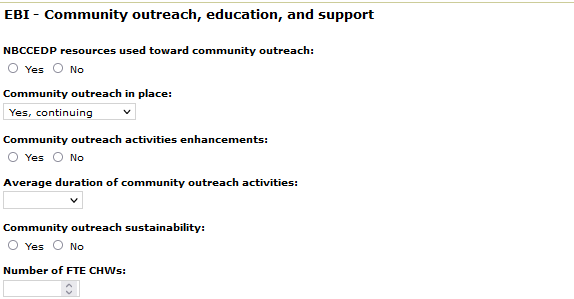 EBI - Community outreach, education, and support
NBCCEDP resources used toward community outreach:
Yes No
Community outreach in place:
Yes, continuing
Community outreach activities enhancements:
Yes No
Average duration of community outreach activities:
Community outreach sustainability:
Yes No
Number of FTE CHWs: